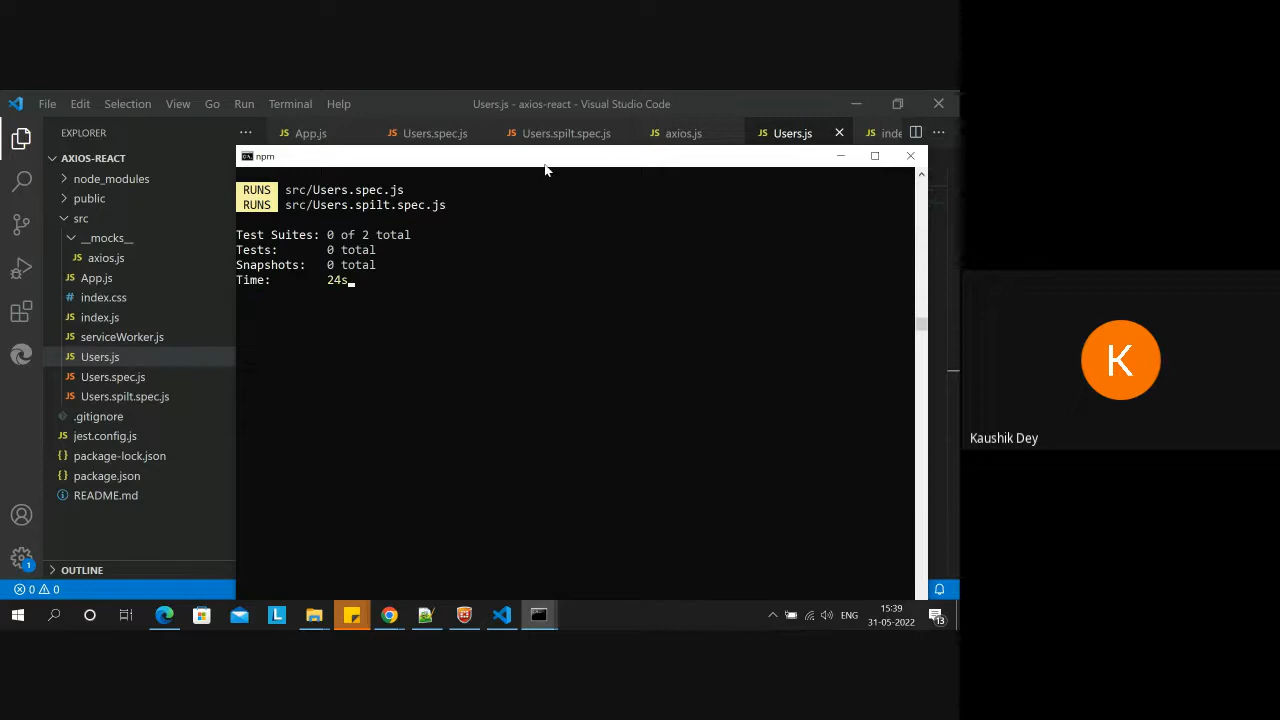 File Edit Selection View Go Run Terminal Help
Users.js - axios-react - Visual Studio Code
EXPLORER
App.js
Users.spec.js
Users.spilt.spec.js
axios.js
Users.js
inde
AXIOS-REACT
node_modules
public
src
__mocks__
axios.js
App.js
index.css
index.js
serviceWorker.js
Users.js
Users.spec.js
Users.spilt.spec.js
.gitignore
jest.config.js
package-lock.json
package.json
README.md
OUTLINE
npm
RUNS src/Users.spec.js
RUNS src/Users.spilt.spec.js
Test Suites: 0 of 2 total
Tests: 0 total
Snapshots: 0 total
Time: 24s
K
Kaushik Dey
1
0 0
ENG
15:39
31-05-2022
13